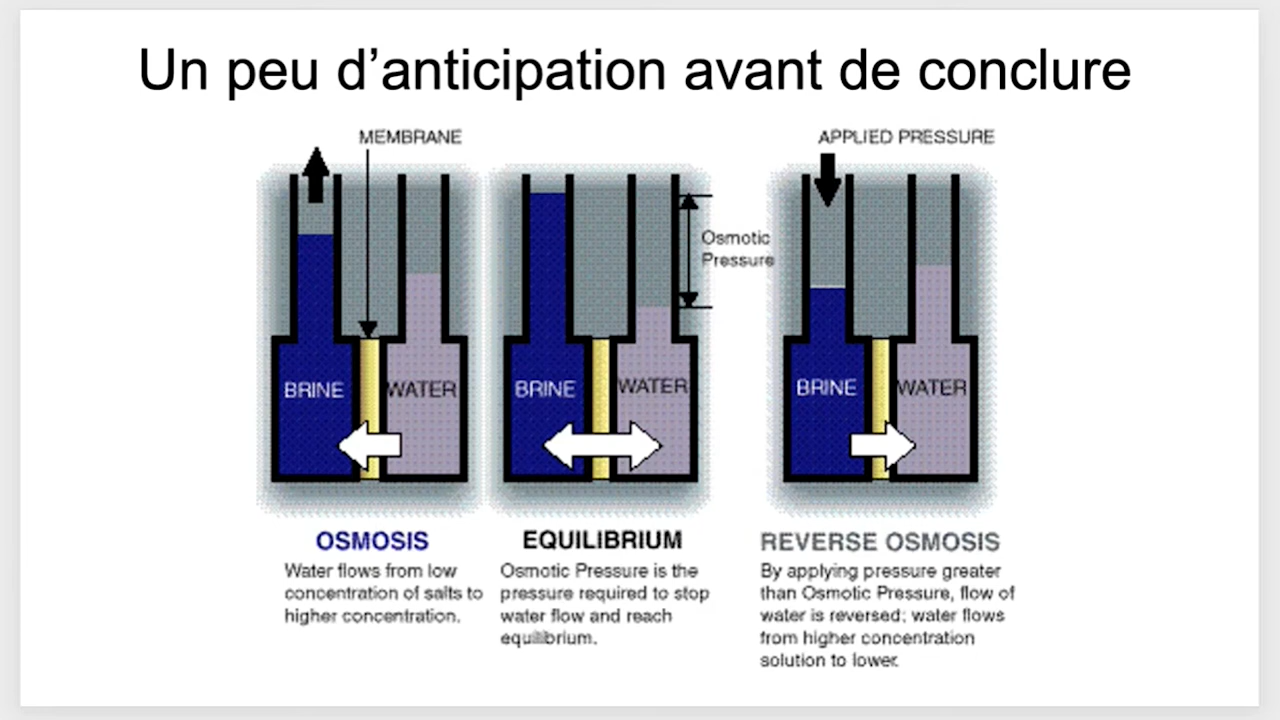 Un peu d’anticipation avant de conclure
MEMBRANE
APPLIED PRESSURE
Osmotic
Pressure
BRINE
WATER
BRINE
WATER
BRINE
WATER
OSMOSIS
Water flows from low
concentration of salts to
higher concentration.
EQUILIBRIUM
Osmotic Pressure is the
pressure required to stop
water flow and reach
equilibrium.
REVERSE OSMOSIS
By applying pressure greater
than Osmotic Pressure, flow of
water is reversed; water flows
from higher concentration
solution to lower.